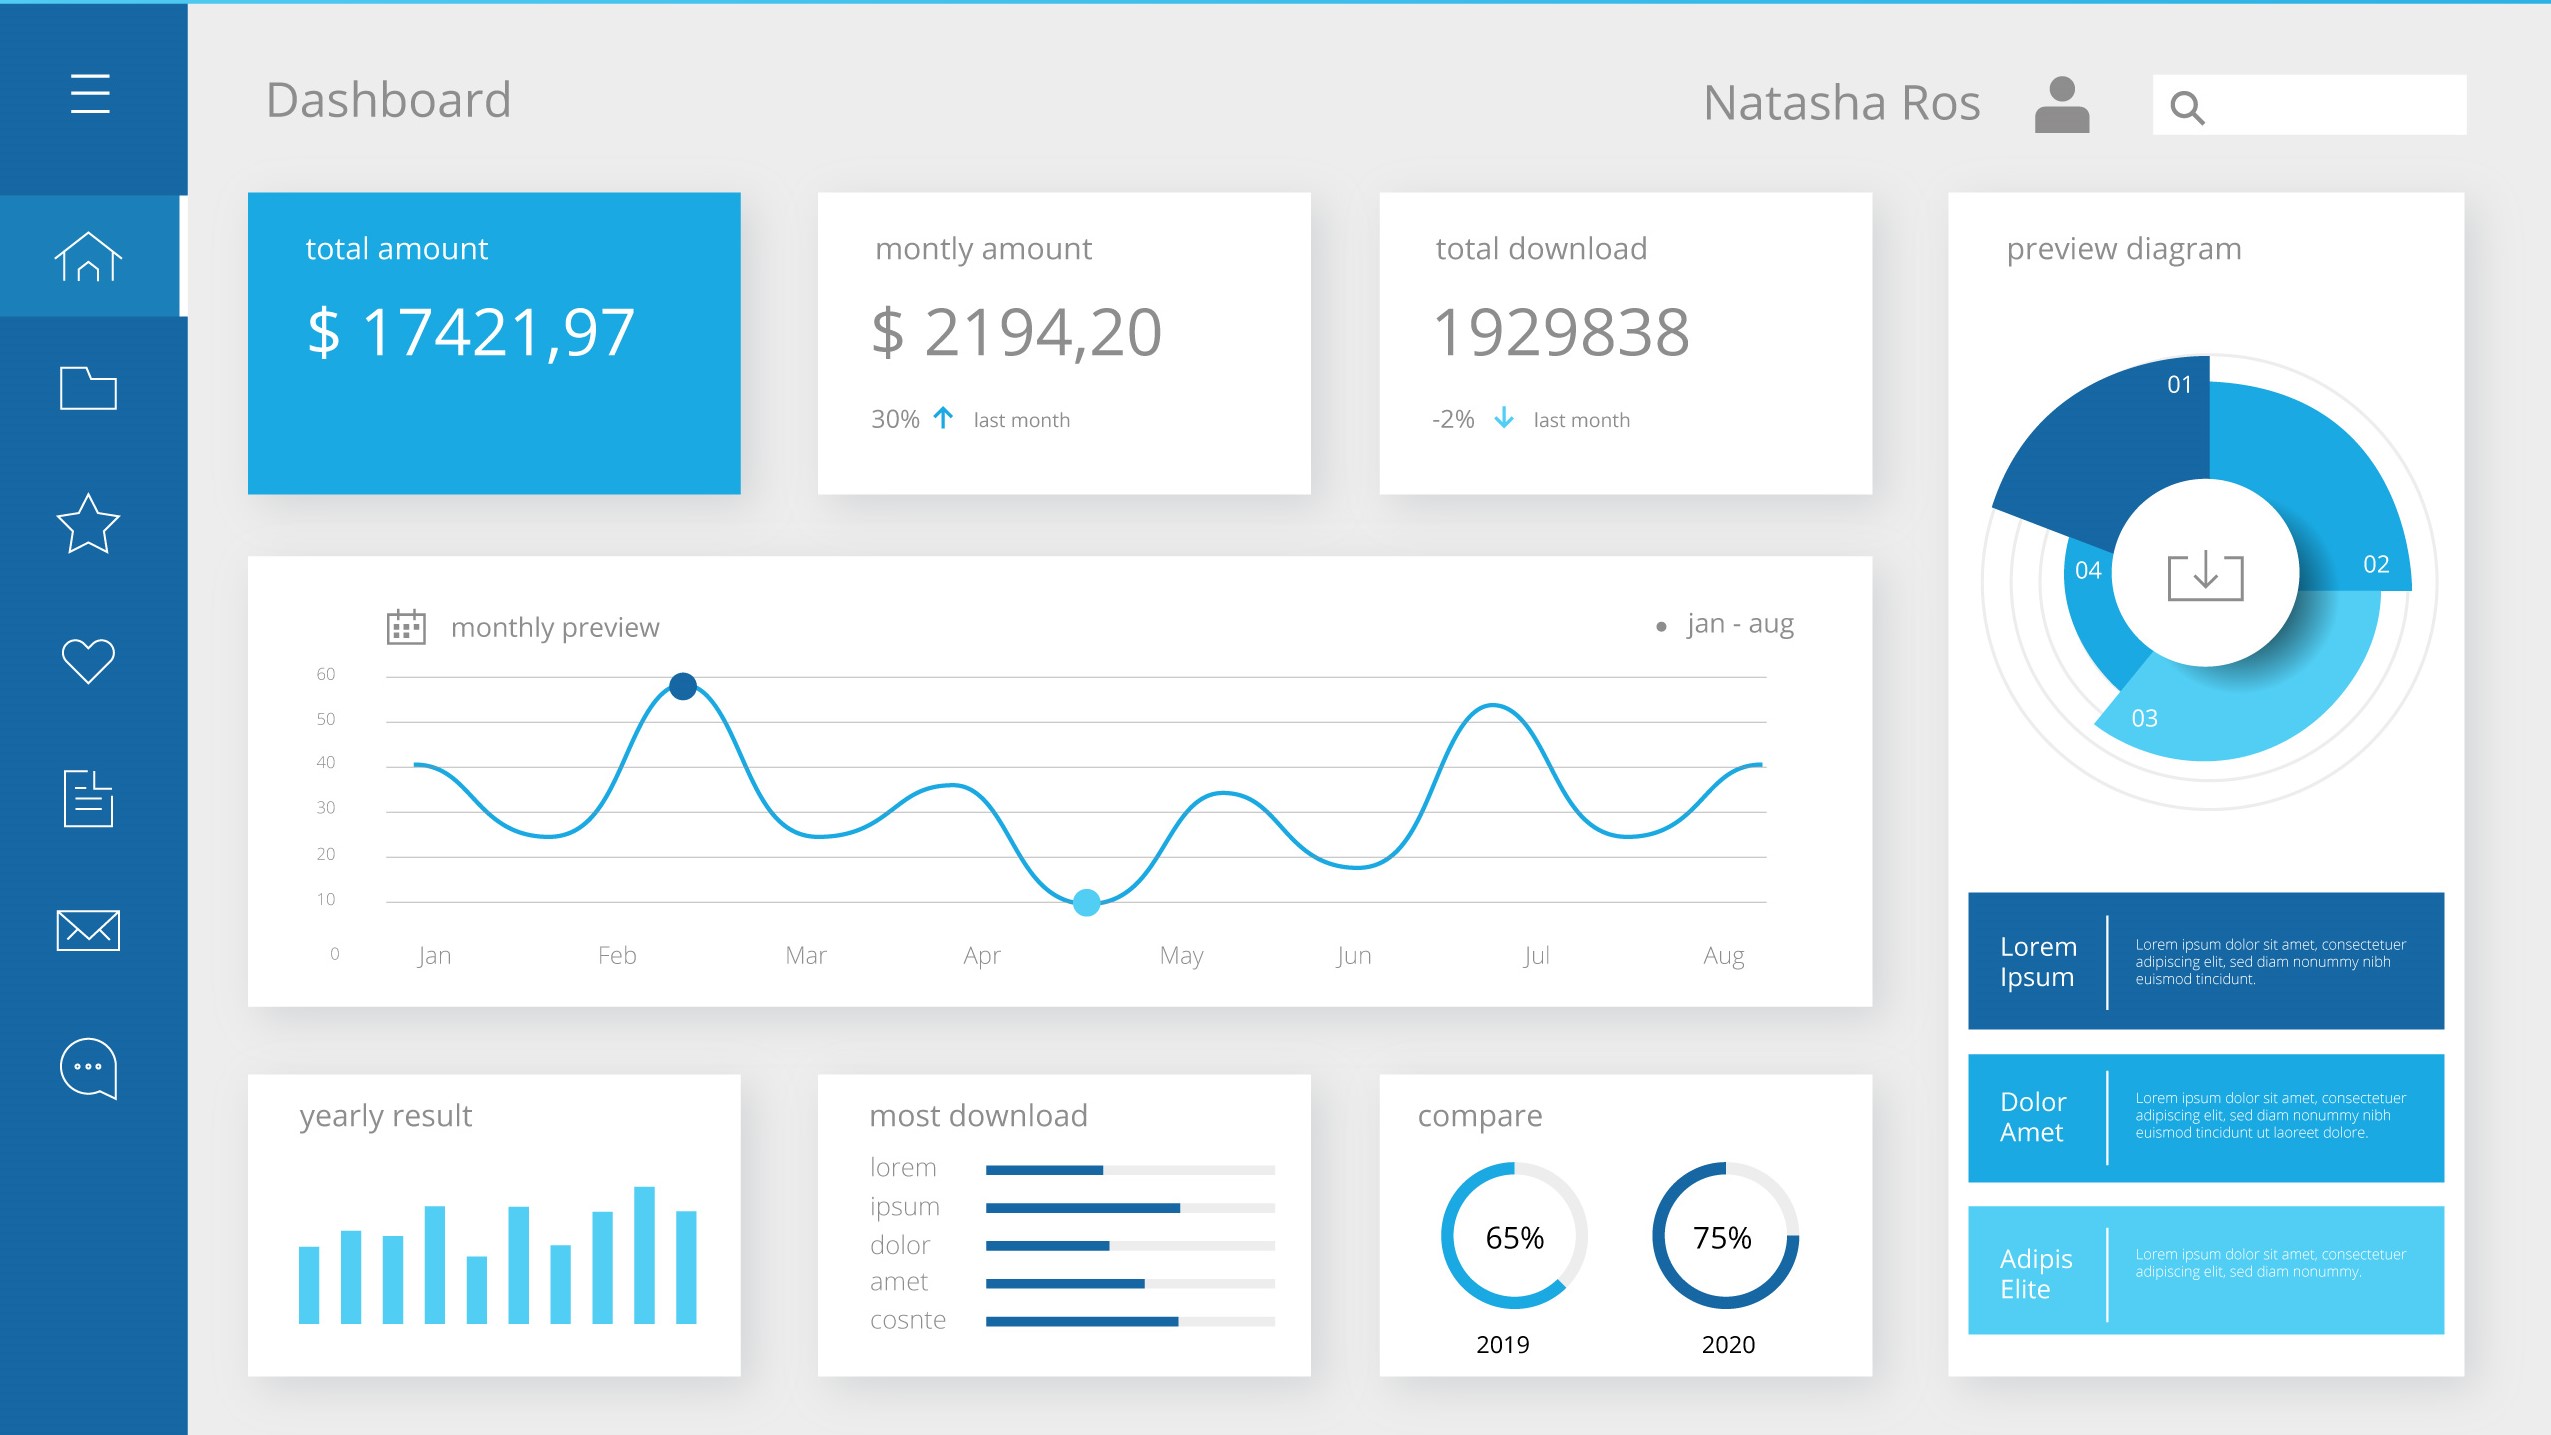 Dashboard
Natasha Ros
total amount
$ 17421,97
montly amount
$ 2194,20
30% last month
total download
1929838
-2% last month
preview diagram
01
02
03
04
monthly preview
jan - aug
60
50
40
30
20
10
0 Jan Feb Mar Apr May Jun Jul Aug
Lorem
Ipsum
Lorem ipsum dolor sit amet, consectetuer
adipiscing elit, sed diam nonummy nibh
euismod tincidunt.
Dolor
Amet
Lorem ipsum dolor sit amet, consectetuer
adipiscing elit, sed diam nonummy nibh
euismod tincidunt ut laoreet dolore.
Adipis
Elite
Lorem ipsum dolor sit amet, consectetuer
adipiscing elit, sed diam nonummy.
yearly result
most download
lorem
ipsum
dolor
amet
cosnte
compare
65%
75%
2019
2020